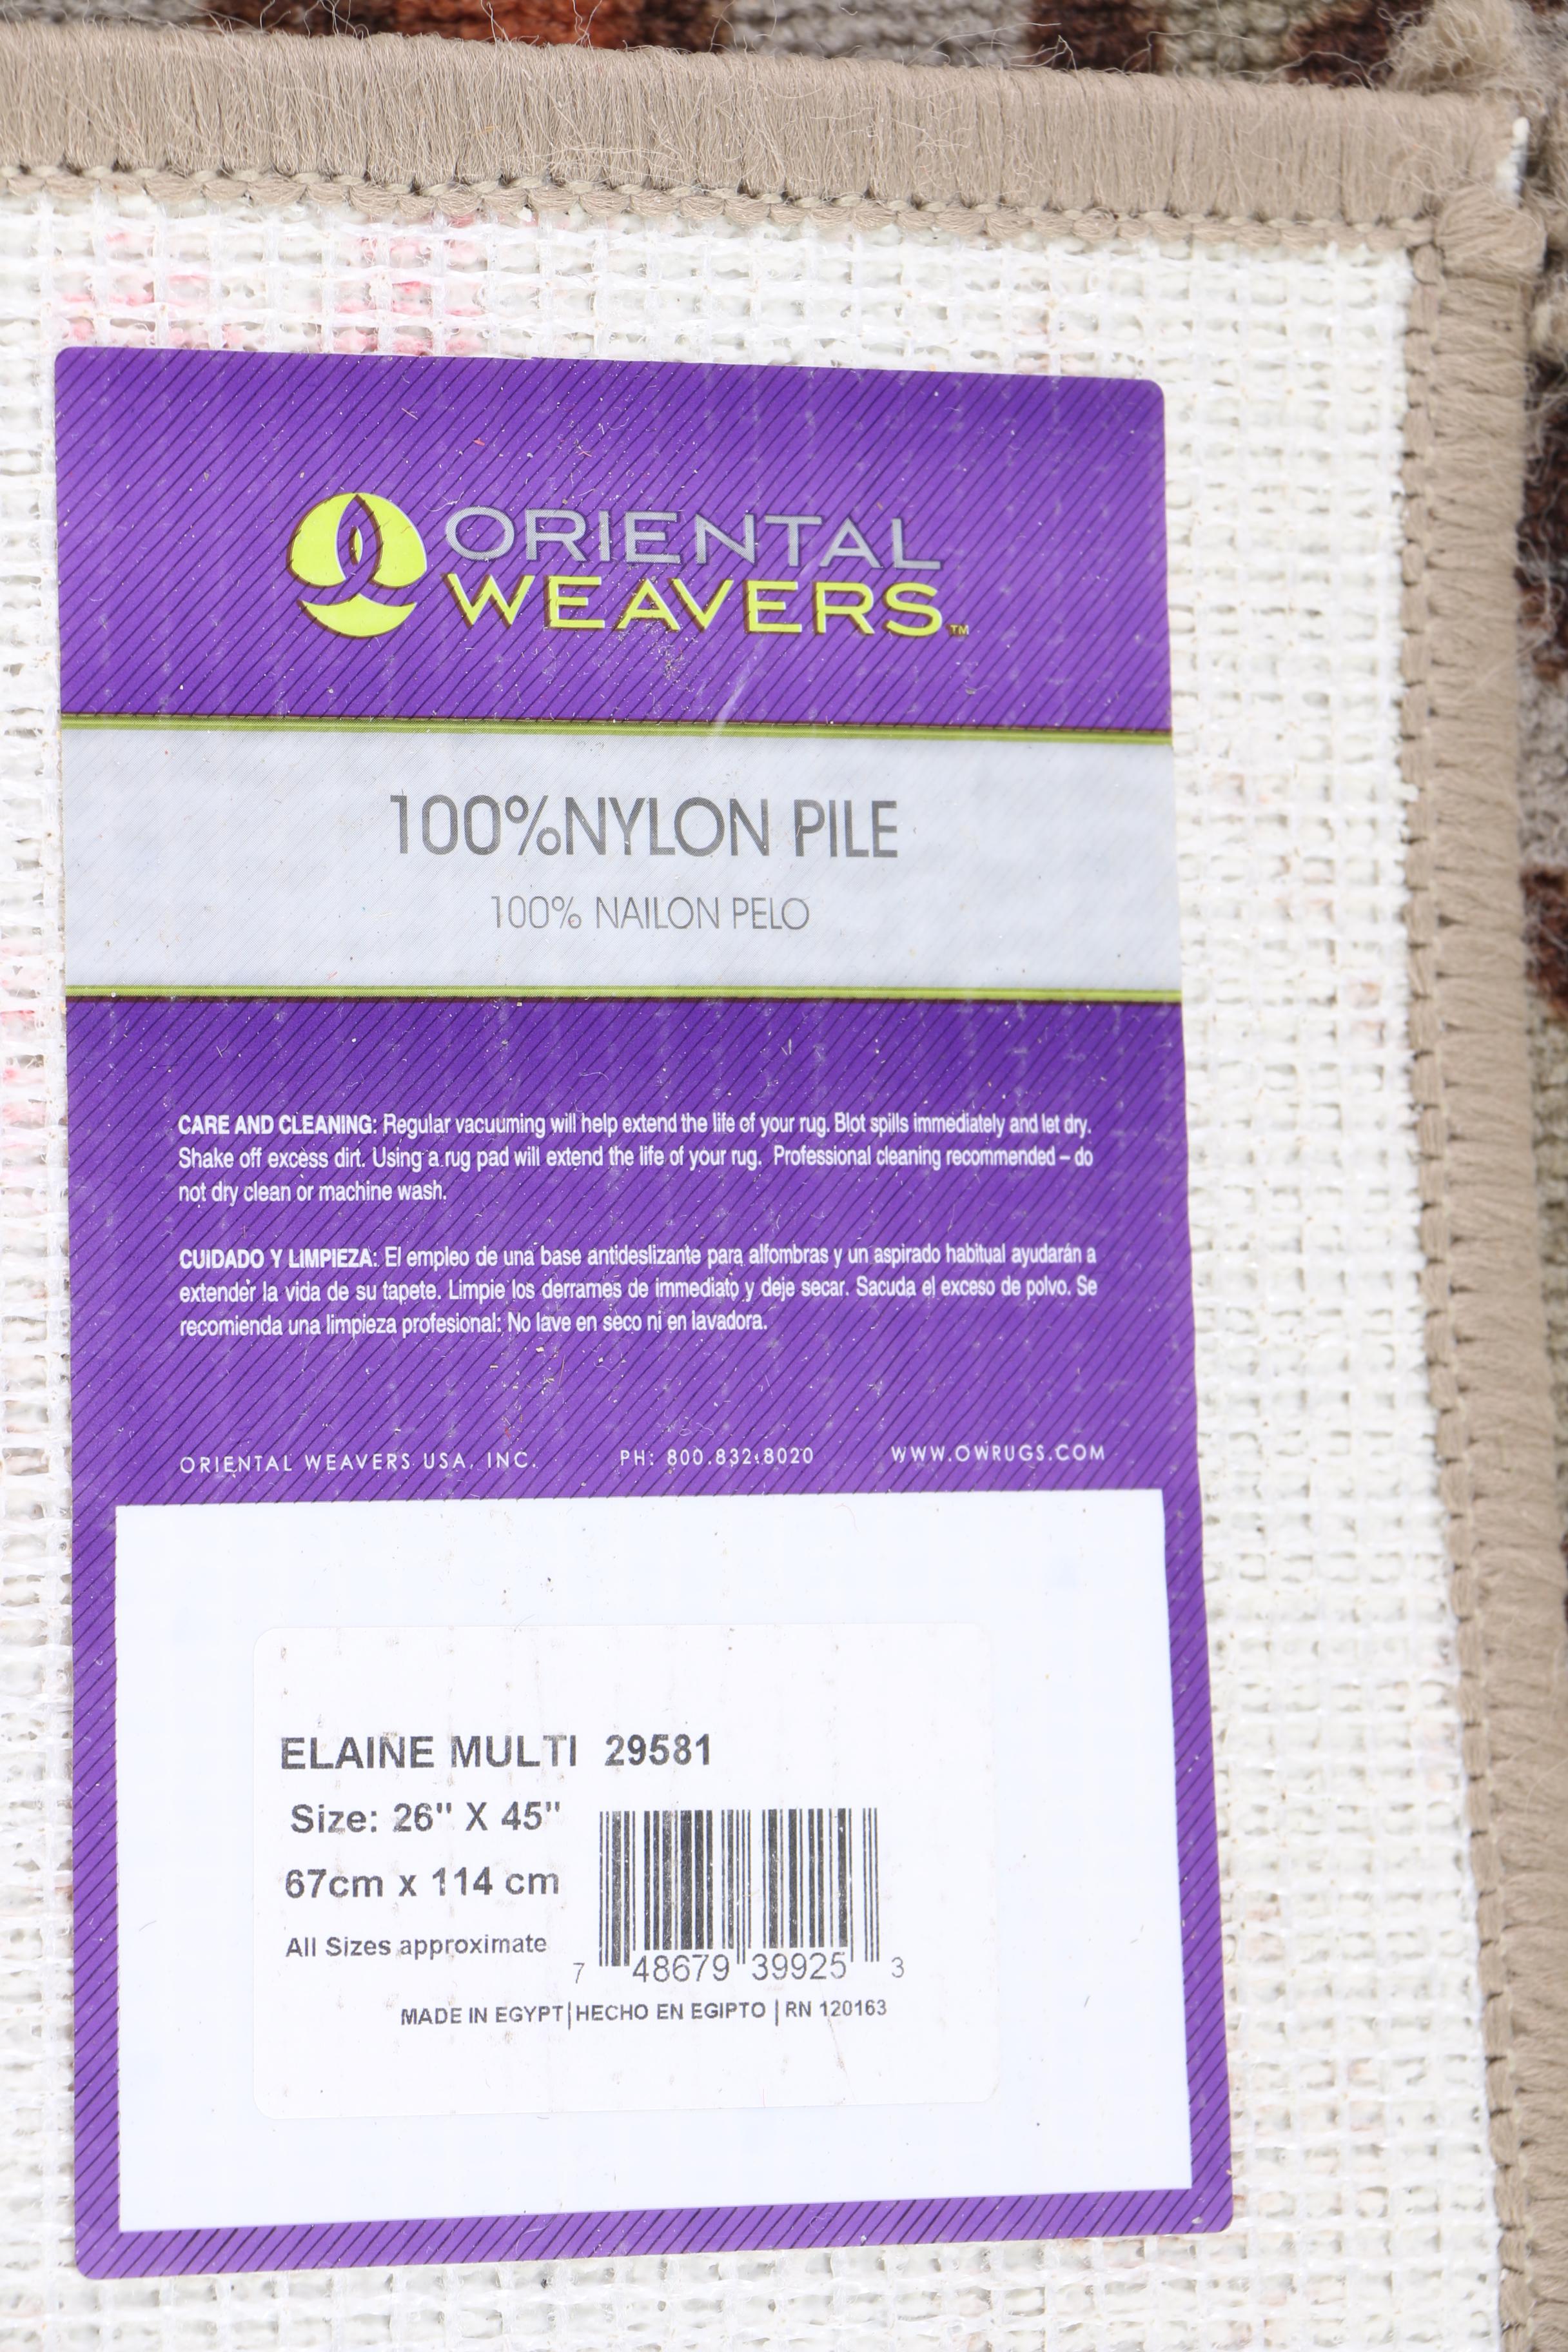 ORIENTAL
WEAVERS™
100%NYLON PILE
100% NAILON PELO
CARE AND CLEANING: Regular vacuuming will help extend the life of your rug. Blot spills immediately and let dry.
Shake off excess dirt. Using a rug pad will extend the life of your rug. Professional cleaning recommended – do
not dry clean or machine wash.
CUIDADO Y LIMPIEZA: El empleo de una base antideslizante para alfombras y un aspirado habitual ayudarán a
extender la vida de su tapete. Limpie los derrames de immediato y deje secar. Sacuda el exceso de polvo. Se
recomienda una limpieza profesional: No lave en seco ni en lavadora.
ORIENTAL WEAVERS USA, INC. PH: 800.832.8020 WWW.OWRUGS.COM
ELAINE MULTI 29581
Size: 26" X 45"
67cm x 114 cm
All Sizes approximate
7 48679 39925 3
MADE IN EGYPT|HECHO EN EGIPTO | RN 120163